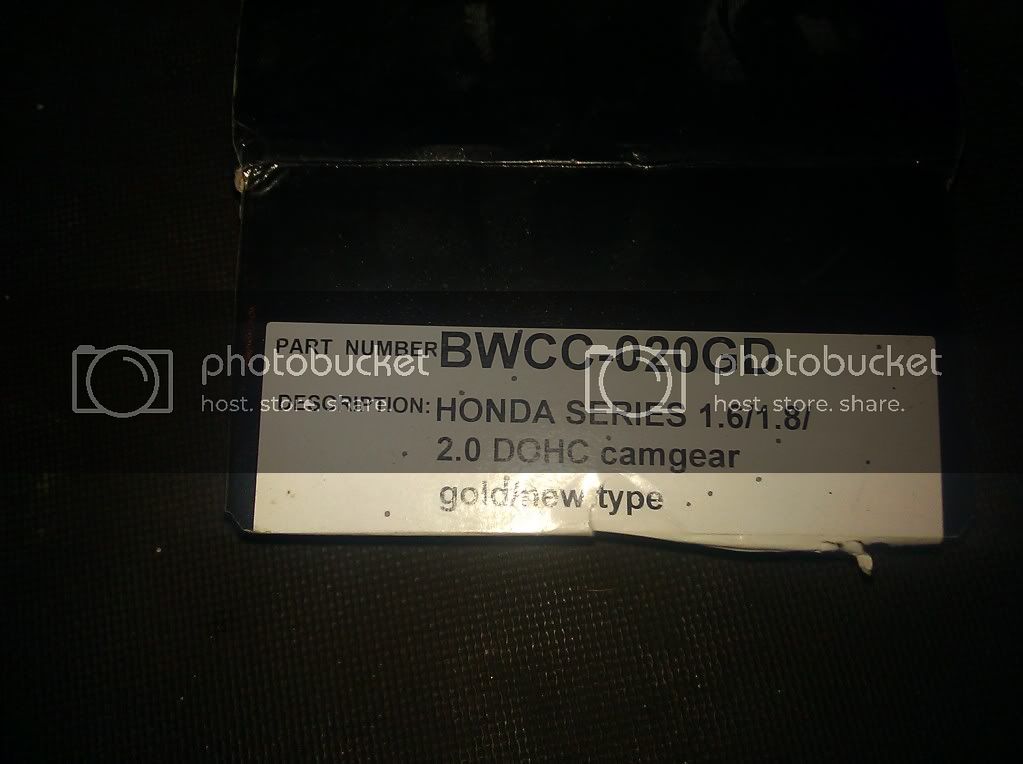 PART NUMBER BWCC-020GD
DESCRIPTION: HONDA SERIES 1.6/1.8/
2.0 DOHC camgear
gold/new type
photobucket
host. store. share.
photobucket
host. store. share.